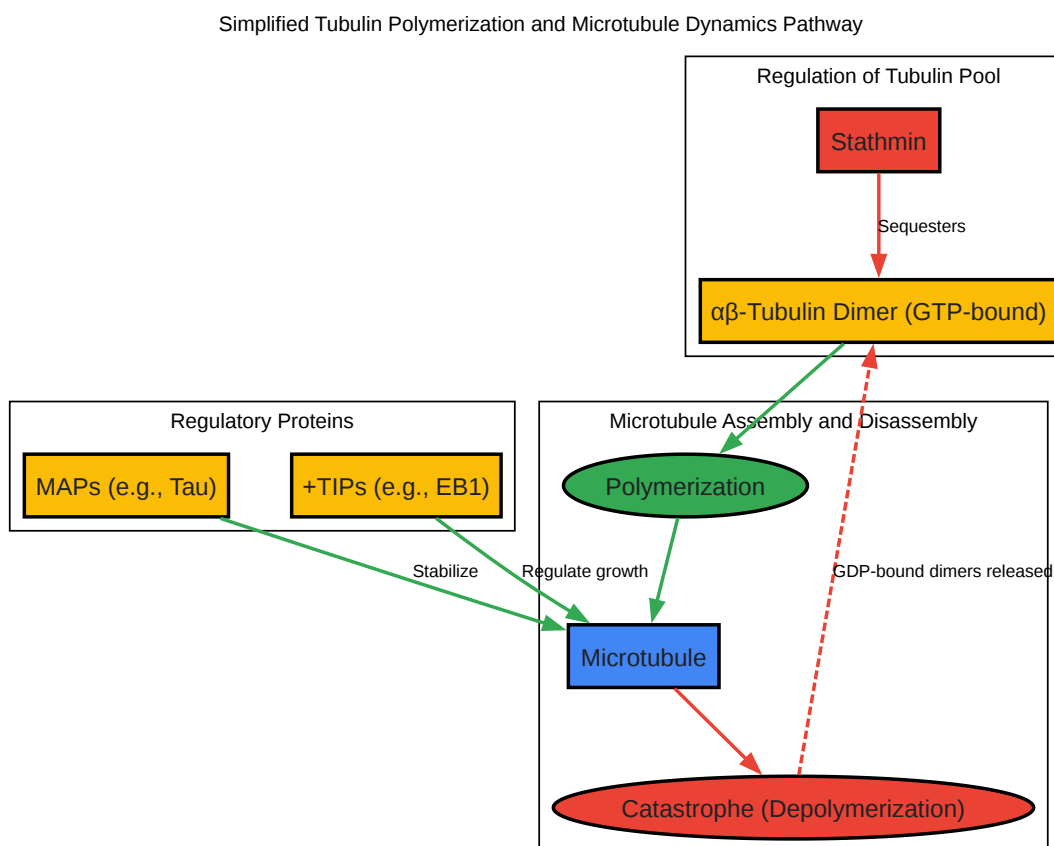 Simplified Tubulin Polymerization and Microtubule Dynamics Pathway
Regulation of Tubulin Pool
Stathmin
Sequesters
αβ-Tubulin Dimer (GTP-bound)
Regulatory Proteins
MAPs (e.g., Tau)
+TIPs (e.g., EB1)
Microtubule Assembly and Disassembly
Polymerization
Stabilize
Regulate growth
GDP-bound dimers released
Microtubule
Catastrophe (Depolymerization)